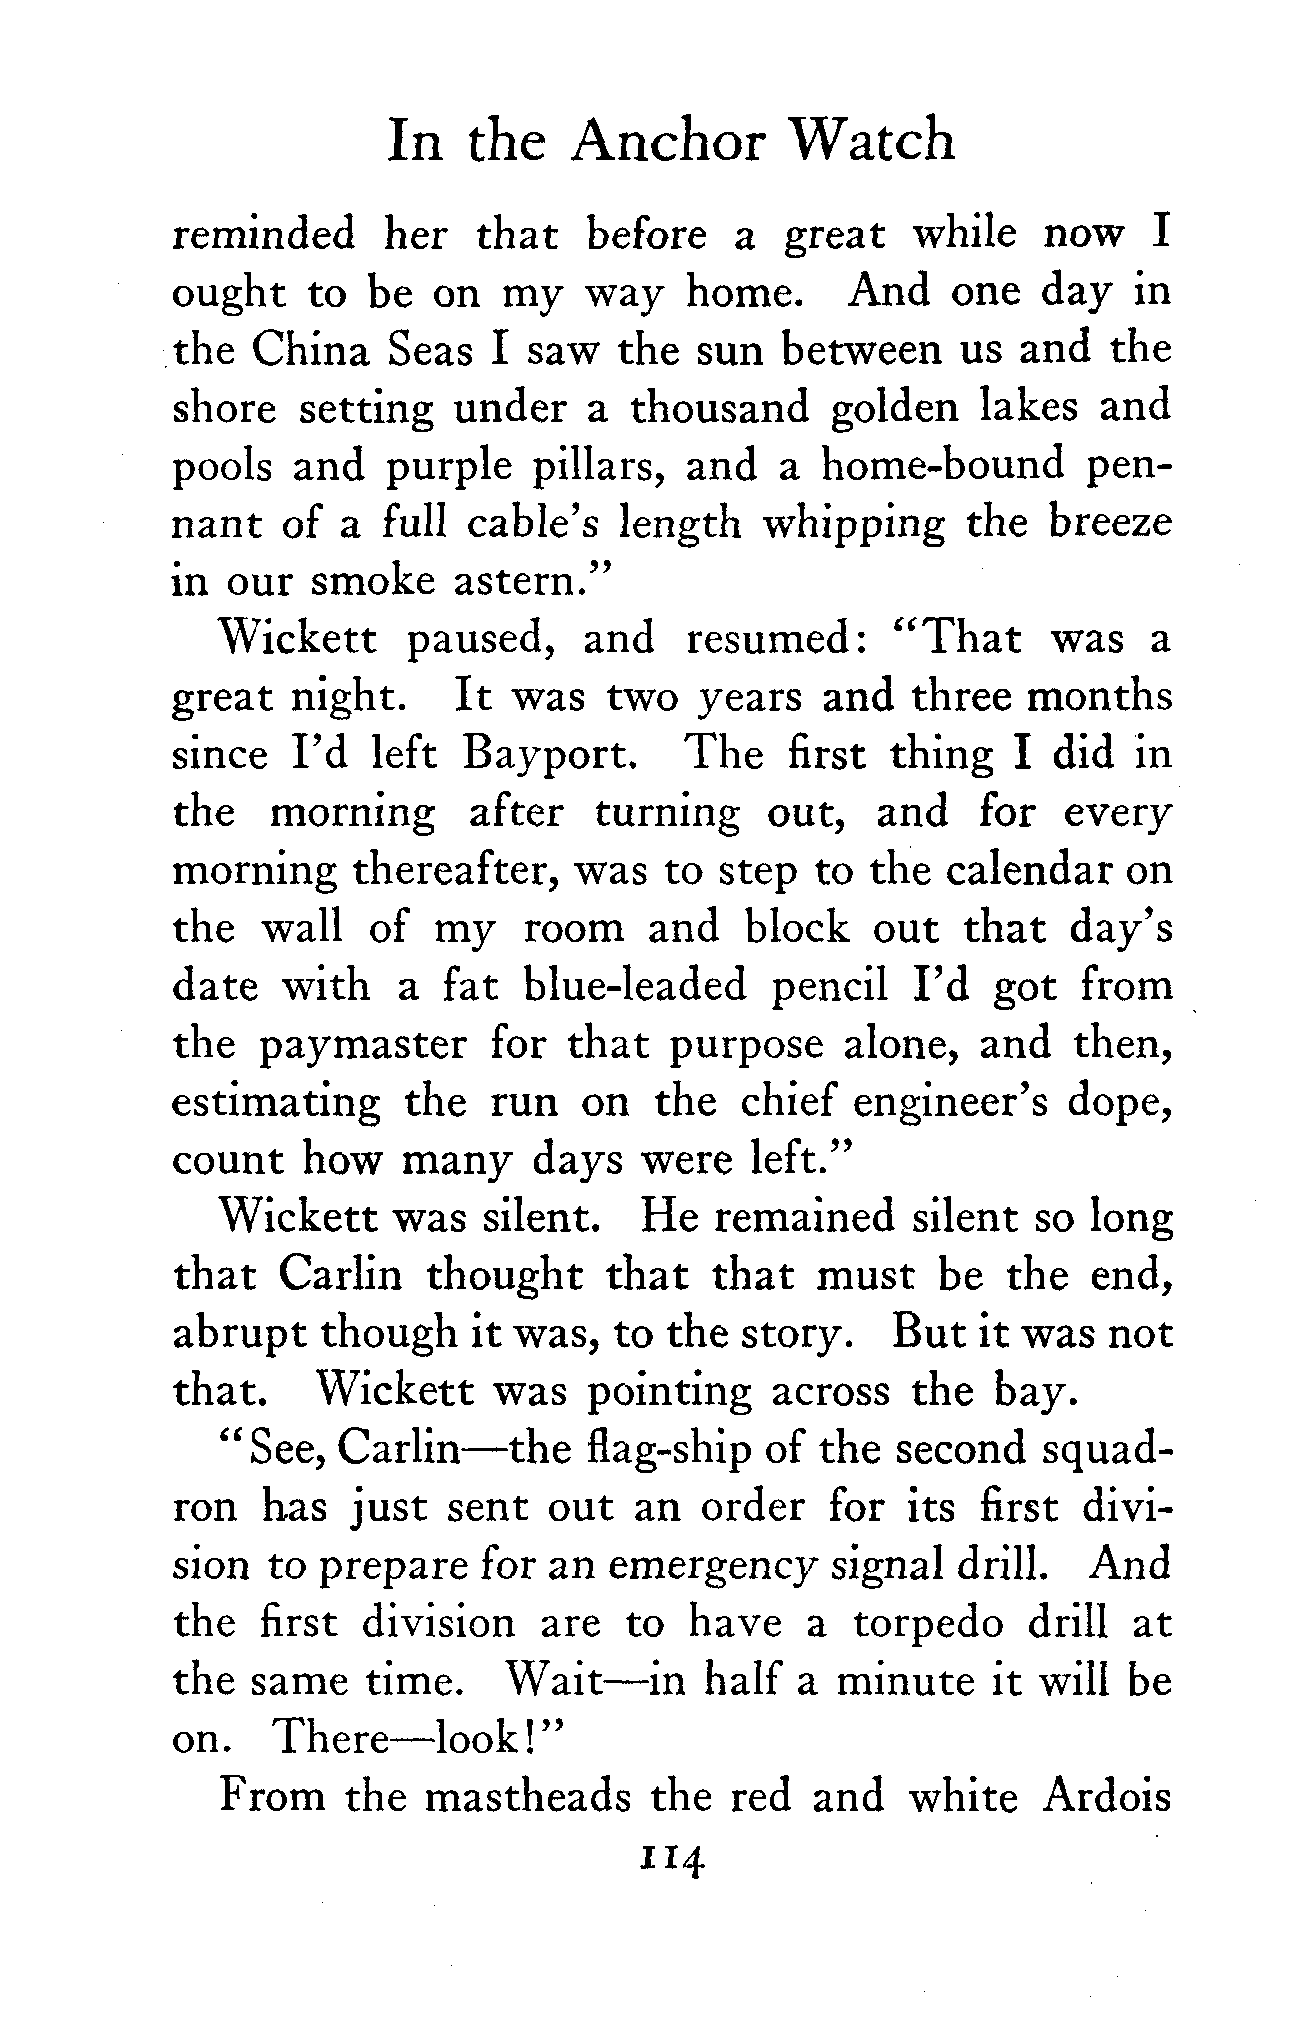 In the Anchor Watch
reminded her that before a great while now I
ought to be on my way home. And one day in
the China Seas I saw the sun between us and the
shore setting under a thousand golden lakes and
pools and purple pillars, and a home-bound pen-
nant of a full cable's length whipping the breeze
in our smoke astern."
Wickett paused, and resumed: "That was a
great night. It was two years and three months
since I'd left Bayport. The first thing I did in
the morning after turning out, and for every
morning thereafter, was to step to the calendar on
the wall of my room and block out that day's
date with a fat blue-leaded pencil I'd got from
the paymaster for that purpose alone, and then,
estimating the run on the chief engineer's dope,
count how many days were left."
Wickett was silent. He remained silent so long
that Carlin thought that that must be the end,
abrupt though it was, to the story. But it was not
that. Wickett was pointing across the bay.
"See, Carlin—the flag-ship of the second squad-
ron has just sent out an order for its first divi-
sion to prepare for an emergency signal drill. And
the first division are to have a torpedo drill at
the same time. Wait—in half a minute it will be
on. There—look!"
From the mastheads the red and white Ardois
114